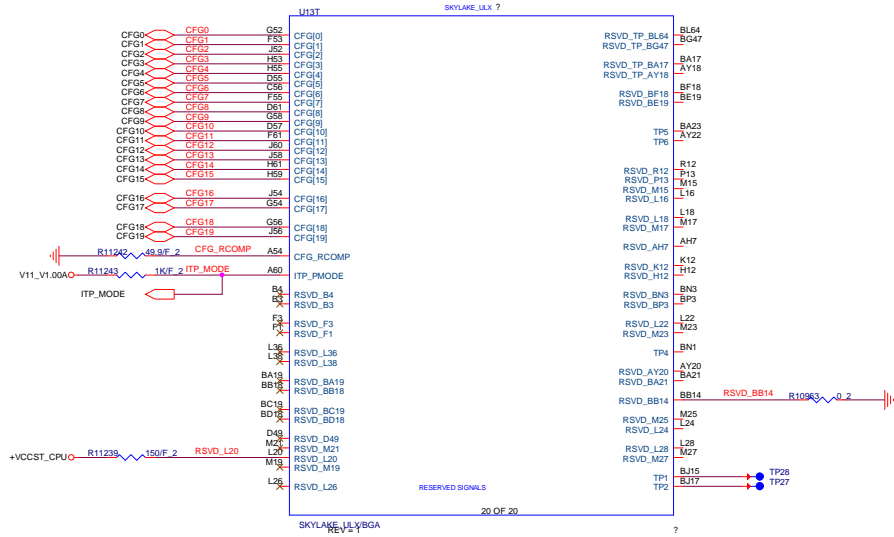 SKYLAKE_ULX ?
U13T
CFG0 CFG0 G52 CFG[0]
CFG1 CFG1 F53 CFG[1]
CFG2 CFG2 J52 CFG[2]
CFG3 CFG3 H53 CFG[3]
CFG4 CFG4 H55 CFG[4]
CFG5 CFG5 D55 CFG[5]
CFG6 CFG6 C56 CFG[6]
CFG7 CFG7 F55 CFG[7]
CFG8 CFG8 D61 CFG[8]
CFG9 CFG9 G58 CFG[9]
CFG10 CFG10 D57 CFG[10]
CFG11 CFG11 F61 CFG[11]
CFG12 CFG12 J60 CFG[12]
CFG13 CFG13 J58 CFG[13]
CFG14 CFG14 H61 CFG[14]
CFG15 CFG15 H59 CFG[15]
CFG16 CFG16 J54 CFG[16]
CFG17 CFG17 G54 CFG[17]
CFG18 CFG18 G56 CFG[18]
CFG19 CFG19 J56 CFG[19]
R11242 49.9/F_2 CFG_RCOMP A54 CFG_RCOMP
V11_V1.00A R11243 1K/F_2 ITP_MODE A60 ITP_PMODE
ITP_MODE
B4 RSVD_B4
B3 RSVD_B3
F3 RSVD_F3
F1 RSVD_F1
L36 RSVD_L36
L38 RSVD_L38
BA19 RSVD_BA19
BB18 RSVD_BB18
BC19 RSVD_BC19
BD18 RSVD_BD18
D49 RSVD_D49
M21 RSVD_M21
+VCCST_CPU R11239 150/F_2 RSVD_L20 L20 RSVD_L20
M19 RSVD_M19
L26 RSVD_L26
RSVD_TP_BL64 BL64
RSVD_TP_BG47 BG47
RSVD_TP_BA17 BA17
RSVD_TP_AY18 AY18
RSVD_BF18 BF18
RSVD_BE19 BE19
TP5 BA23
TP6 AY22
RSVD_R12 R12
RSVD_P13 P13
RSVD_M15 M15
RSVD_L16 L16
RSVD_L18 L18
RSVD_M17 M17
RSVD_AH7 AH7
RSVD_K12 K12
RSVD_H12 H12
RSVD_BN3 BN3
RSVD_BP3 BP3
RSVD_L22 L22
RSVD_M23 M23
TP4 BN1
RSVD_AY20 AY20
RSVD_BA21 BA21
RSVD_BB14 BB14 RSVD_BB14 R10963 0_2
RSVD_M25 M25
RSVD_L24 L24
RSVD_L28 L28
RSVD_M27 M27
TP1 BJ15 TP28
TP2 BJ17 TP27
RESERVED SIGNALS
20 OF 20
SKYLAKE_ULX/BGA
REV = 1 ?